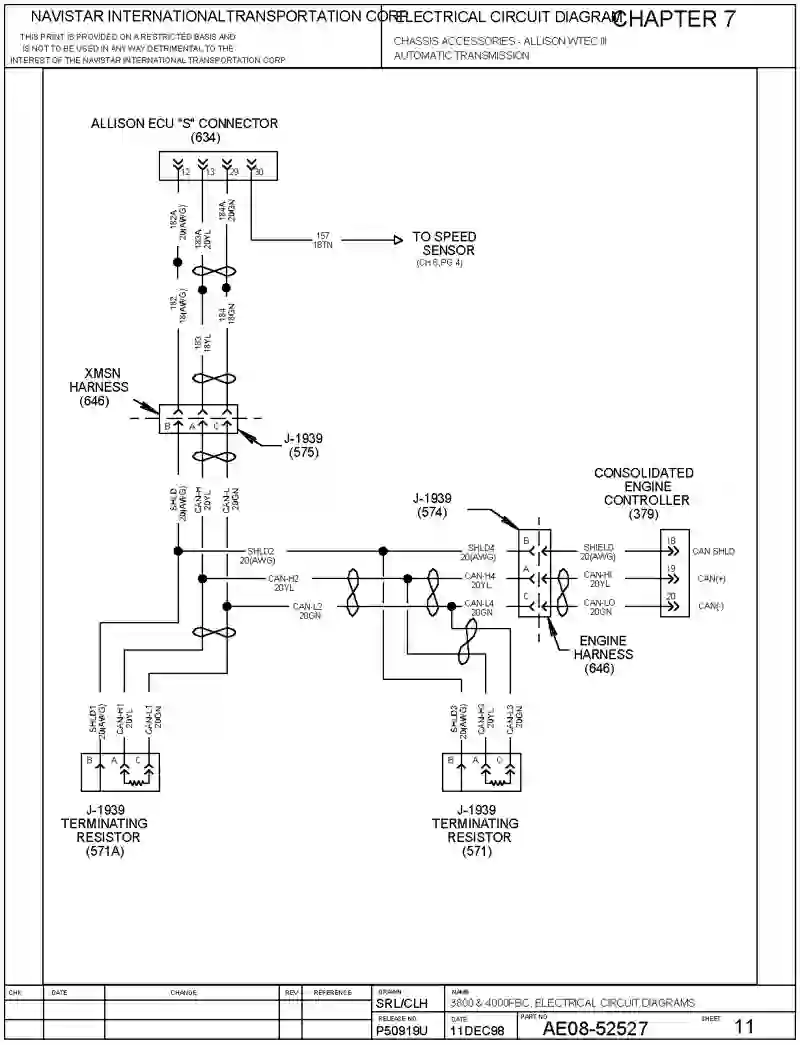 NAVISTAR INTERNATIONAL TRANSPORTATION CORP.
THIS PRINT IS PROVIDED ON A RESTRICTED BASIS AND
IS NOT TO BE USED IN ANY WAY DETRIMENTAL TO THE
INTEREST OF THE NAVISTAR INTERNATIONAL TRANSPORTATION CORP
ELECTRICAL CIRCUIT DIAGRAM
CHAPTER 7
CHASSIS ACCESSORIES - ALLISON WTEC III
AUTOMATIC TRANSMISSION
ALLISON ECU "S" CONNECTOR
(634)
12 13 29 30
182A
20(AWG)
183A
20YL
184A
20GN
157
18TN
TO SPEED
SENSOR
(CH 6,PG 4)
182
18(AWG)
183
18YL
184
18GN
XMSN
HARNESS
(646)
B A C
J-1939
(575)
SHLD
20(AWG)
CAN-H
20YL
CAN-L
20GN
J-1939
(574)
CONSOLIDATED
ENGINE
CONTROLLER
(379)
SHLD2
20(AWG)
SHLD4
20(AWG)
B
SHIELD
20(AWG)
18
CAN SHLD
CAN-H2
20YL
CAN-H4
20YL
A
CAN-HI
20YL
19
CAN(+)
CAN-L2
20GN
CAN-L4
20GN
C
CAN-LO
20GN
20
CAN(-)
ENGINE
HARNESS
(646)
SHLD1
20(AWG)
CAN-H1
20YL
CAN-L1
20GN
SHLD3
20(AWG)
CAN-H3
20YL
CAN-L3
20GN
B A C
B A C
J-1939
TERMINATING
RESISTOR
(571A)
J-1939
TERMINATING
RESISTOR
(571)
CHK
DATE
CHANGE
REV
REFERENCE
DRAWN
SRL/CLH
NAME
3800 & 4000FBC, ELECTRICAL CIRCUIT DIAGRAMS
RELEASE NO.
P50919U
DATE
11DEC98
PART NO
AE08-52527
SHEET
11